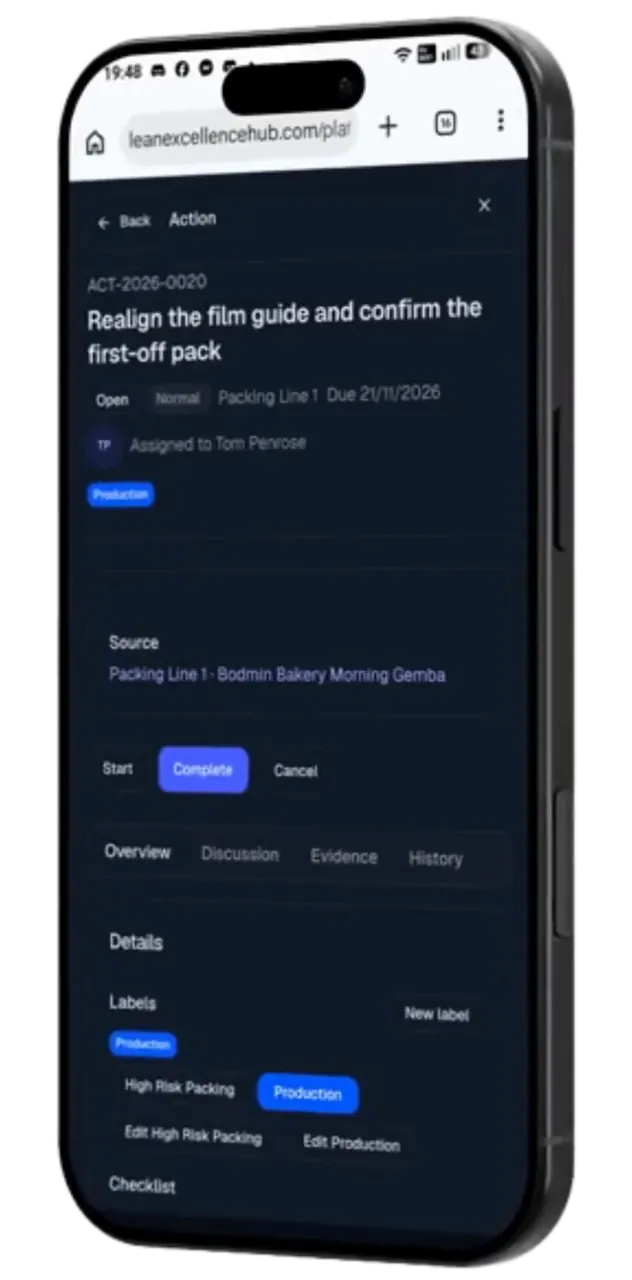 19:48
leanexcellencehub.com/plat
16
← Back Action ×
ACT-2026-0020
Realign the film guide and confirm the
first-off pack
Open Normal Packing Line 1 Due 21/11/2026
TP Assigned to Tom Penrose
Production
Source
Packing Line 1 · Bodmin Bakery Morning Gemba
Start Complete Cancel
Overview Discussion Evidence History
Details
Labels New label
Production
High Risk Packing Production
Edit High Risk Packing Edit Production
Checklist